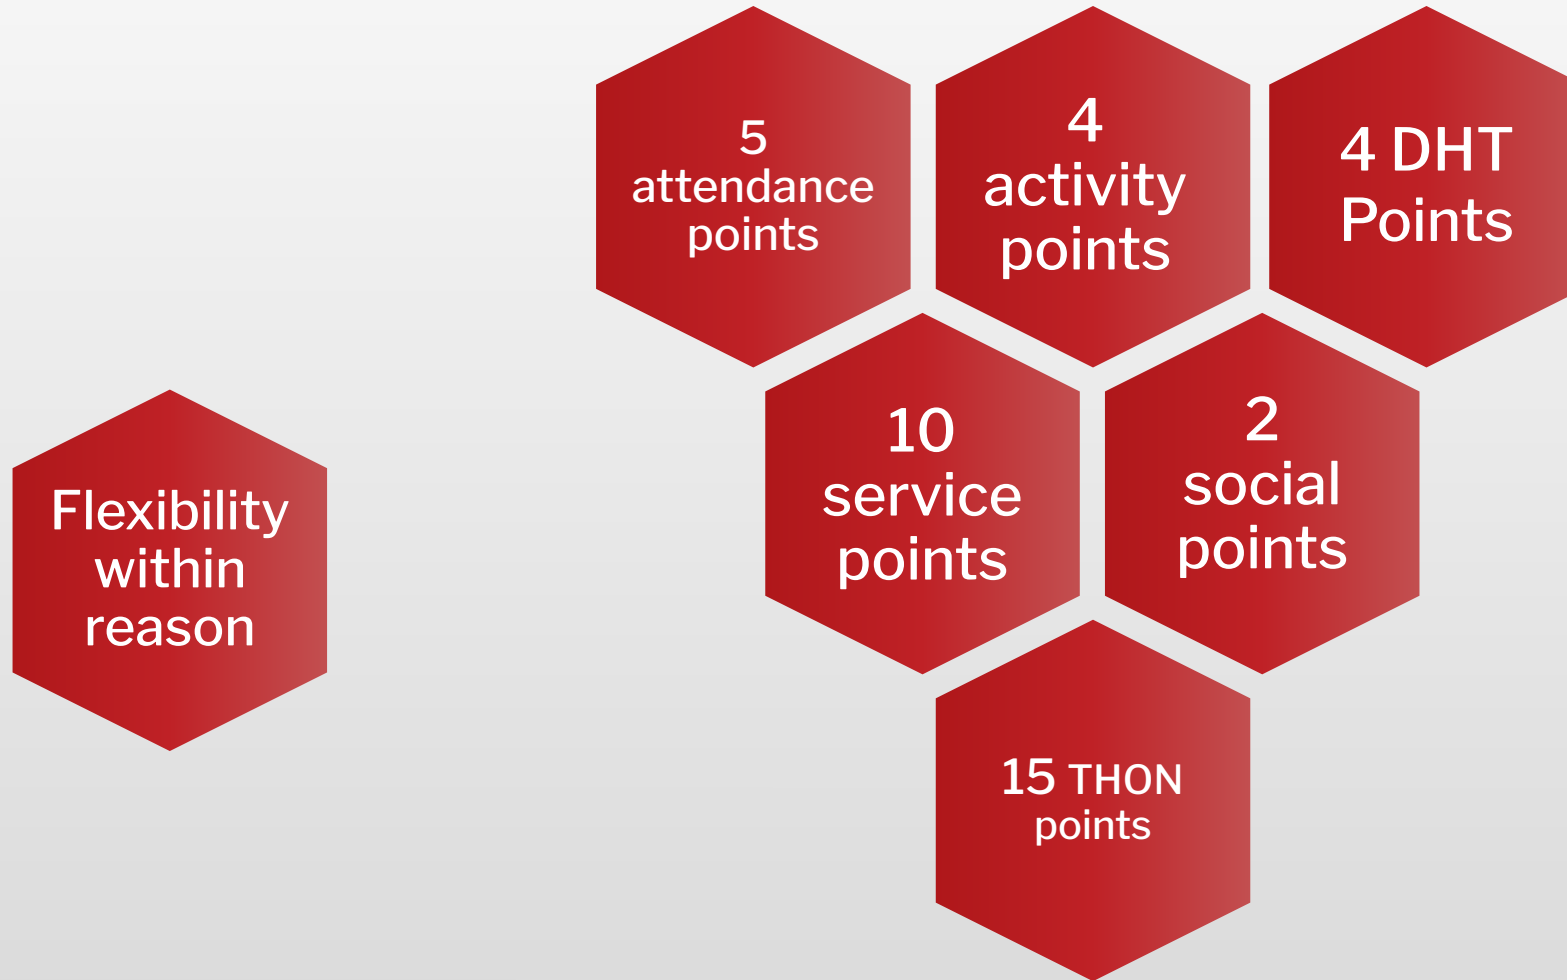 5
attendance
points
4
activity
points
4 DHT
Points
10
service
points
2
social
points
Flexibility
within
reason
15 THON
points